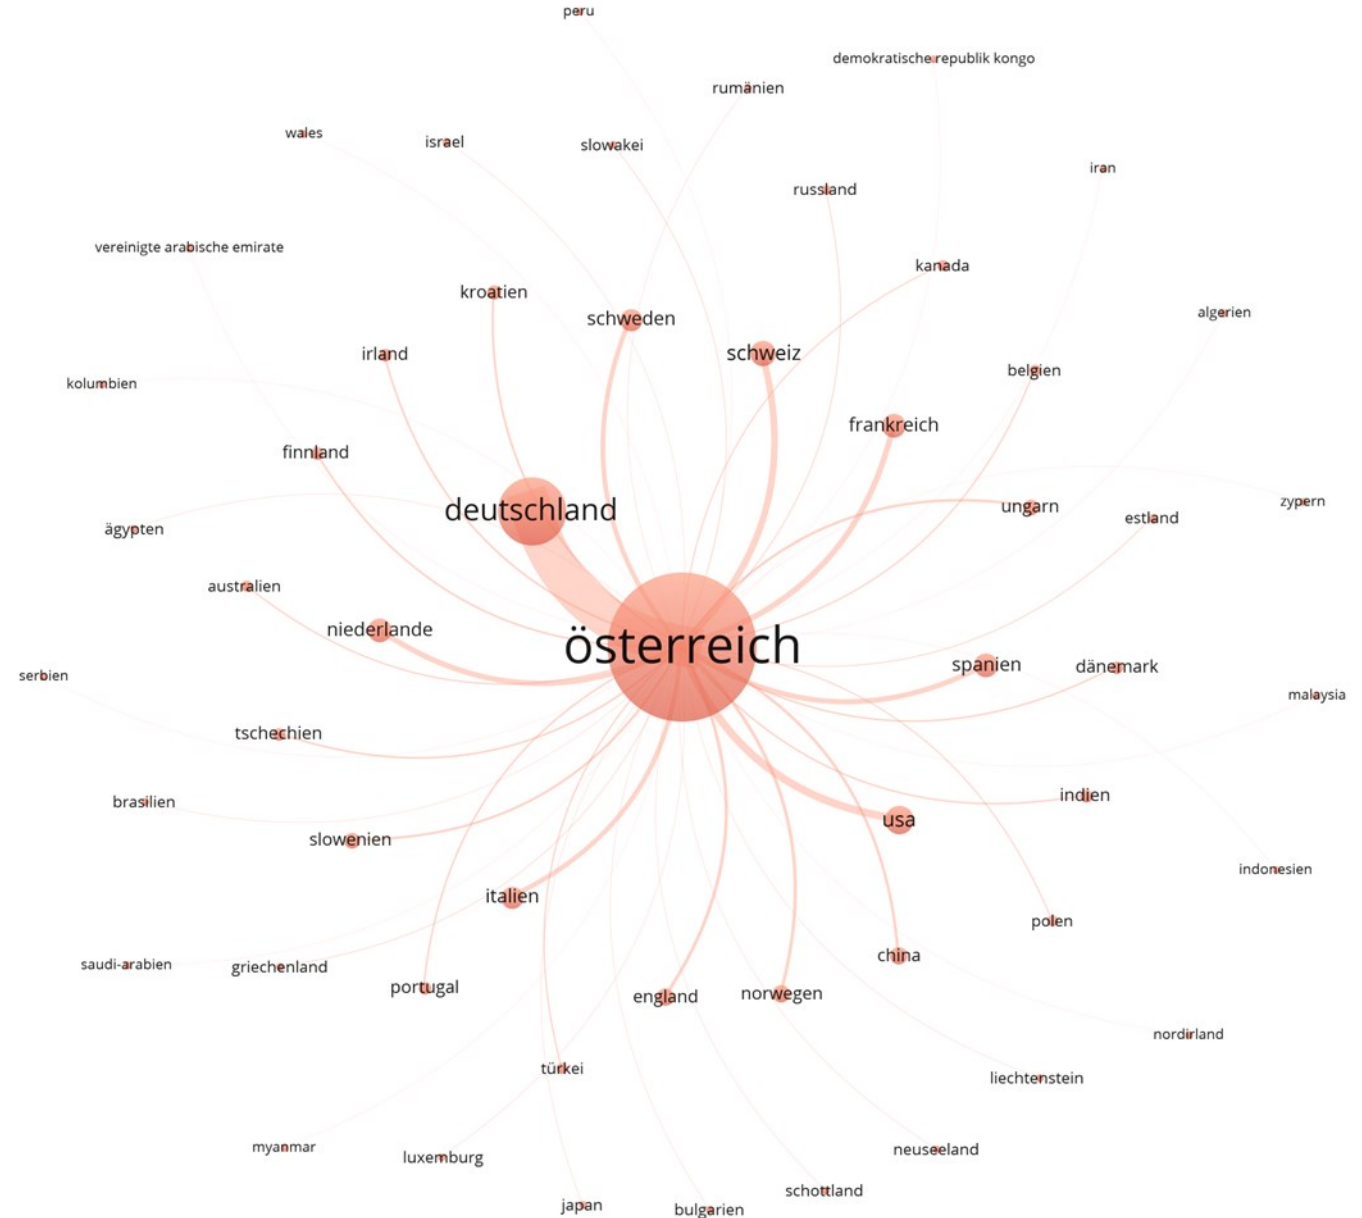 peru
demokratische republik kongo
rumänien
wales
israel
slowakei
iran
russland
vereinigte arabische emirate
kanada
kroatien
algerien
schweden
schweiz
irland
belgien
kolumbien
frankreich
finnland
zypern
ungarn
deutschland
estland
ägypten
australien
niederlande
österreich
spanien
dänemark
serbien
malaysia
tschechien
indien
brasilien
usa
slowenien
indonesien
italien
polen
china
saudi-arabien
griechenland
portugal
norwegen
england
nordirland
türkei
liechtenstein
myanmar
neuseeland
luxemburg
schottland
japan
bulgarien